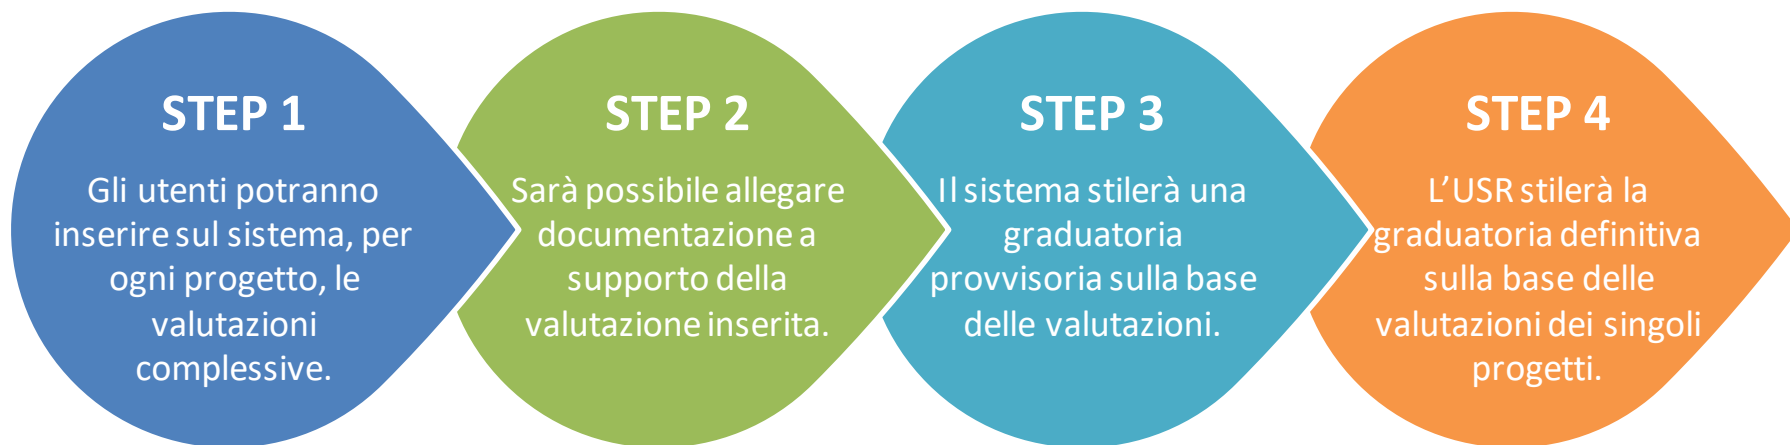 STEP 1
Gli utenti potranno
inserire sul sistema, per
ogni progetto, le
valutazioni
complessive.
STEP 2
Sarà possibile allegare
documentazione a
supporto della
valutazione inserita.
STEP 3
Il sistema stilerà una
graduatoria
provvisoria sulla base
delle valutazioni.
STEP 4
L’USR stilerà la
graduatoria definitiva
sulla base delle
valutazioni dei singoli
progetti.